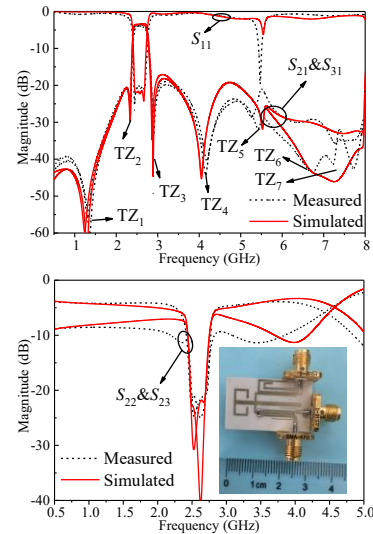 0
-10
-20
-30
-40
-50
-60
Magnitude (dB)
S11
S21&S31
TZ1
TZ2
TZ3
TZ4
TZ5
TZ6
TZ7
Measured
Simulated
1 2 3 4 5 6 7 8
Frequency (GHz)
10
0
-10
-20
-30
-40
Magnitude (dB)
S22&S23
Measured
Simulated
0 1cm 2 3 4
0.5 1.0 1.5 2.0 2.5 3.0 3.5 4.0 4.5 5.0
Frequency (GHz)